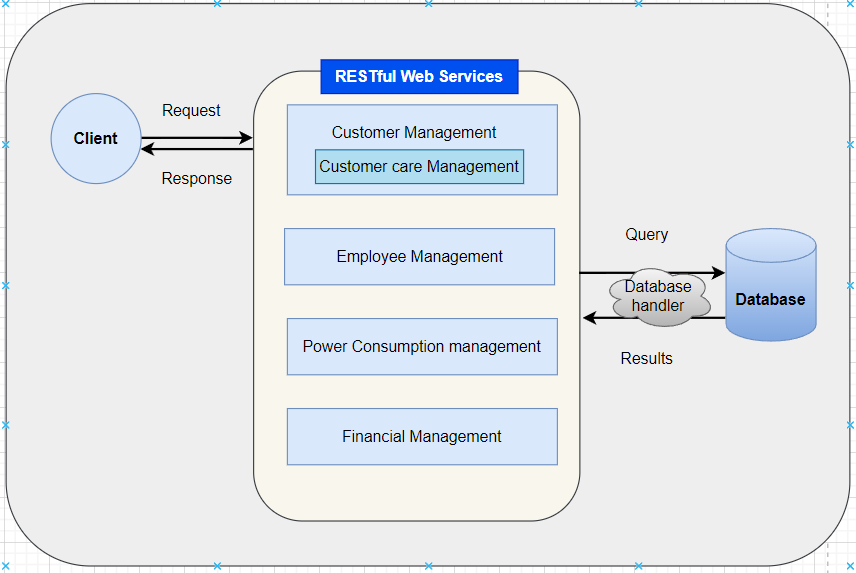 RESTful Web Services
Client
Request
Response
Customer Management
Customer care Management
Employee Management
Power Consumption management
Financial Management
Query
Database
handler
Results
Database